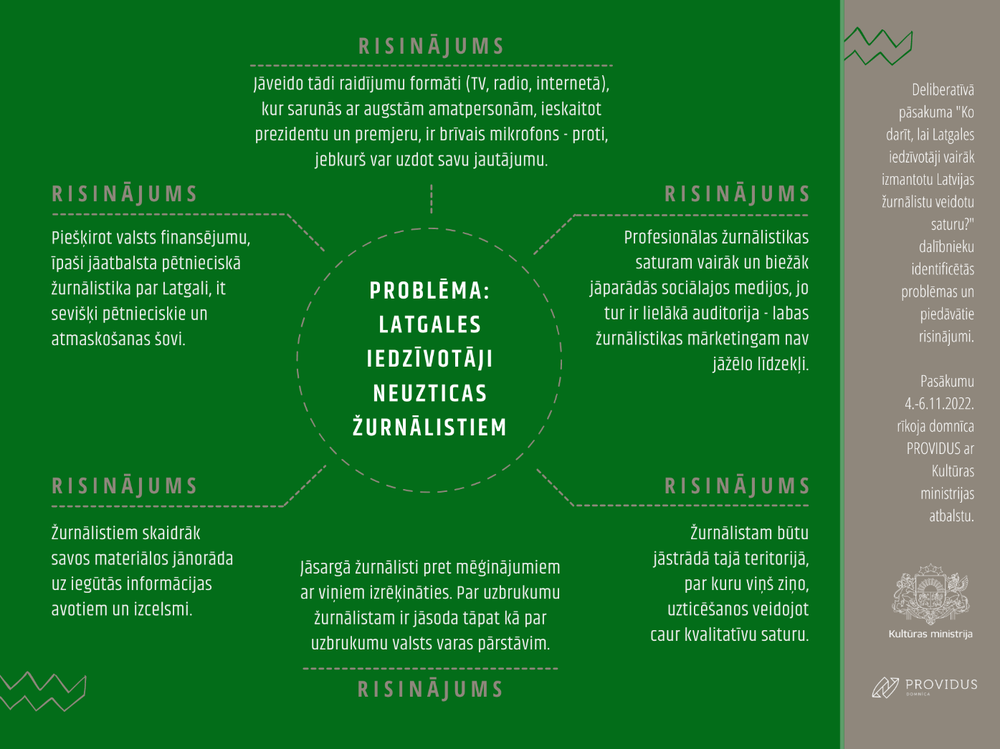 RISINĀJUMS
Jāveido tādi raidījumu formāti (TV, radio, internetā),
kur sarunās ar augstām amatpersonām, ieskaitot
prezidentu un premjeru, ir brīvais mikrofons - proti,
jebkurš var uzdot savu jautājumu.
RISINĀJUMS
Piešķirot valsts finansējumu,
īpaši jāatbalsta pētnieciskā
žurnālistika par Latgali, it
sevišķi pētnieciskie un
atmaskošanas šovi.
RISINĀJUMS
Profesionālas žurnālistikas
saturam vairāk un biežāk
jāparādās sociālajos medijos, jo
tur ir lielākā auditorija - labas
žurnālistikas mārketingam nav
jāžēlo līdzekļi.
PROBLĒMA:
LATGALES
IEDZĪVOTĀJI
NEUZTICAS
ŽURNĀLISTIEM
RISINĀJUMS
Žurnālistiem skaidrāk
savos materiālos jānorāda
uz iegūtās informācijas
avotiem un izcelsmi.
Jāsargā žurnālisti pret mēģinājumiem
ar viņiem izrēķināties. Par uzbrukumu
žurnālistam ir jāsoda tāpat kā par
uzbrukumu valsts varas pārstāvim.
RISINĀJUMS
RISINĀJUMS
Žurnālistam būtu
jāstrādā tajā teritorijā,
par kuru viņš ziņo,
uzticēšanos veidojot
caur kvalitatīvu saturu.
Deliberatīvā
pāsakuma "Ko
darīt, lai Latgales
iedzīvotāji vairāk
izmantotu Latvijas
žurnālistu veidotu
saturu?"
dalībnieku
identificētās
problēmas un
piedāvātie
risinājumi.
Pasākumu
4.-6.11.2022.
rīkoja domnīca
PROVIDUS ar
Kultūras
ministrijas
atbalstu.
Kultūras ministrija
PROVIDUS
DOMNĪCA